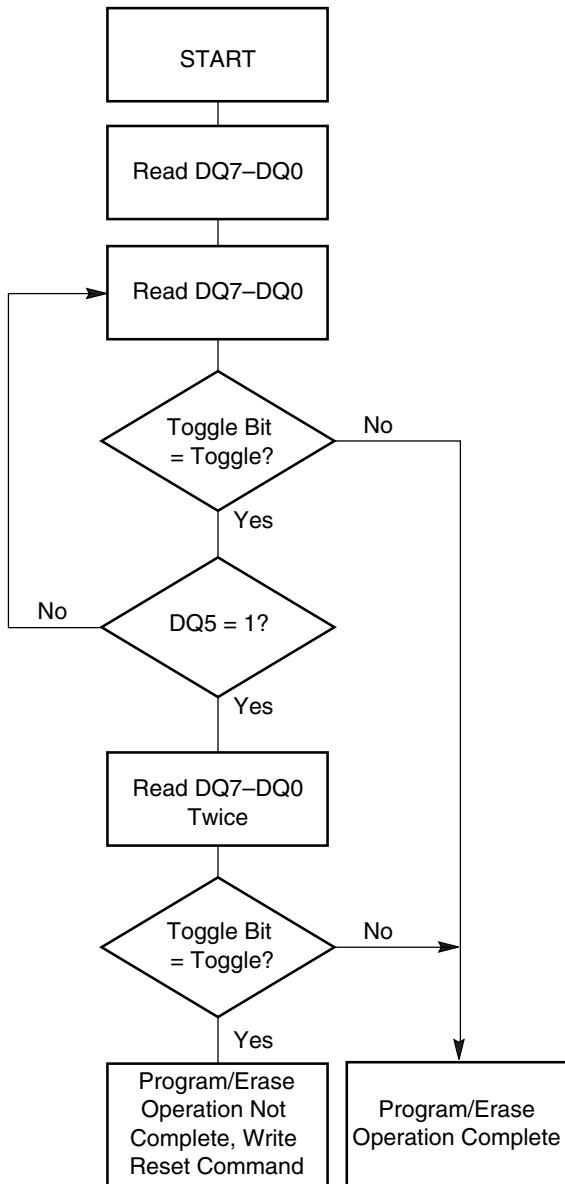 START
Read DQ7–DQ0
Read DQ7–DQ0
Toggle Bit
= Toggle?
No
Yes
No
DQ5 = 1?
Yes
Read DQ7–DQ0
Twice
Toggle Bit
= Toggle?
No
Yes
Program/Erase
Operation Not
Complete, Write
Reset Command
Program/Erase
Operation Complete